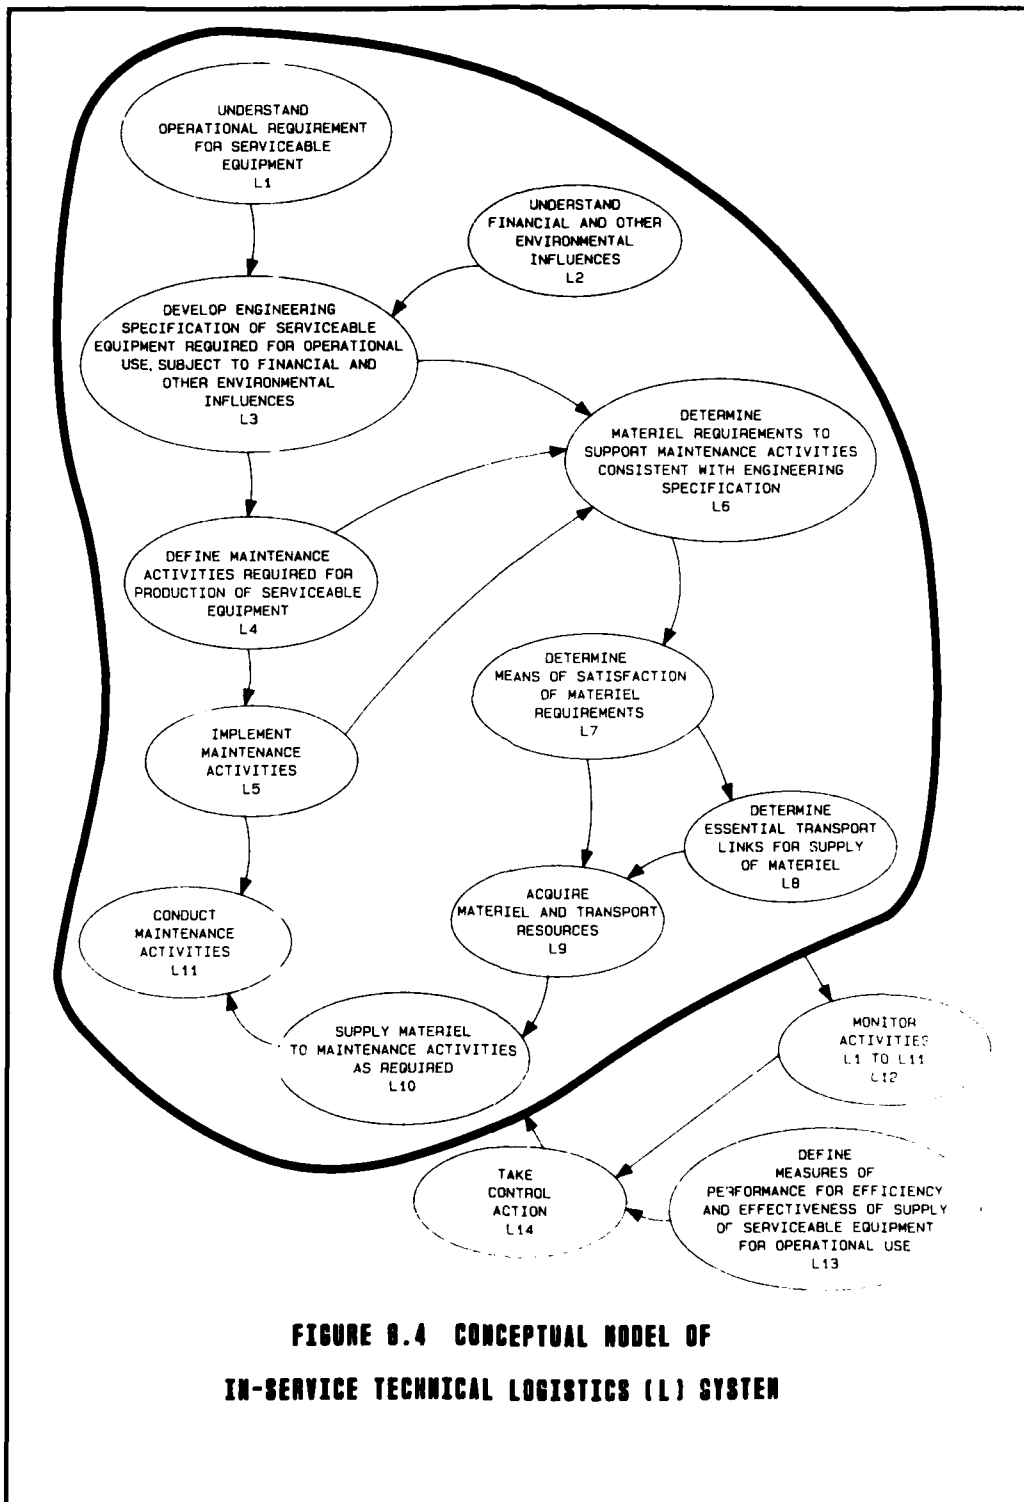 UNDERSTAND
OPERATIONAL REQUIREMENT
FOR SERVICEABLE
EQUIPMENT
L1
UNDERSTAND
FINANCIAL AND OTHER
ENVIRONMENTAL
INFLUENCES
L2
DEVELOP ENGINEERING
SPECIFICATION OF SERVICEABLE
EQUIPMENT REQUIRED FOR OPERATIONAL
USE, SUBJECT TO FINANCIAL AND
OTHER ENVIRONMENTAL
INFLUENCES
L3
DETERMINE
MATERIEL REQUIREMENTS TO
SUPPORT MAINTENANCE ACTIVITIES
CONSISTENT WITH ENGINEERING
SPECIFICATION
L6
DEFINE MAINTENANCE
ACTIVITIES REQUIRED FOR
PRODUCTION OF SERVICEABLE
EQUIPMENT
L4
DETERMINE
MEANS OF SATISFACTION
OF MATERIEL
REQUIREMENTS
L7
IMPLEMENT
MAINTENANCE
ACTIVITIES
L5
DETERMINE
ESSENTIAL TRANSPORT
LINKS FOR SUPPLY
OF MATERIEL
L8
ACQUIRE
MATERIEL AND TRANSPORT
RESOURCES
L9
CONDUCT
MAINTENANCE
ACTIVITIES
L11
SUPPLY MATERIEL
TO MAINTENANCE ACTIVITIES
AS REQUIRED
L10
MONITOR
ACTIVITIES
L1 TO L11
L12
TAKE
CONTROL
ACTION
L14
DEFINE
MEASURES OF
PERFORMANCE FOR EFFICIENCY
AND EFFECTIVENESS OF SUPPLY
OF SERVICEABLE EQUIPMENT
FOR OPERATIONAL USE
L13
FIGURE 8.4 CONCEPTUAL MODEL OF
IN-SERVICE TECHNICAL LOGISTICS (L) SYSTEM